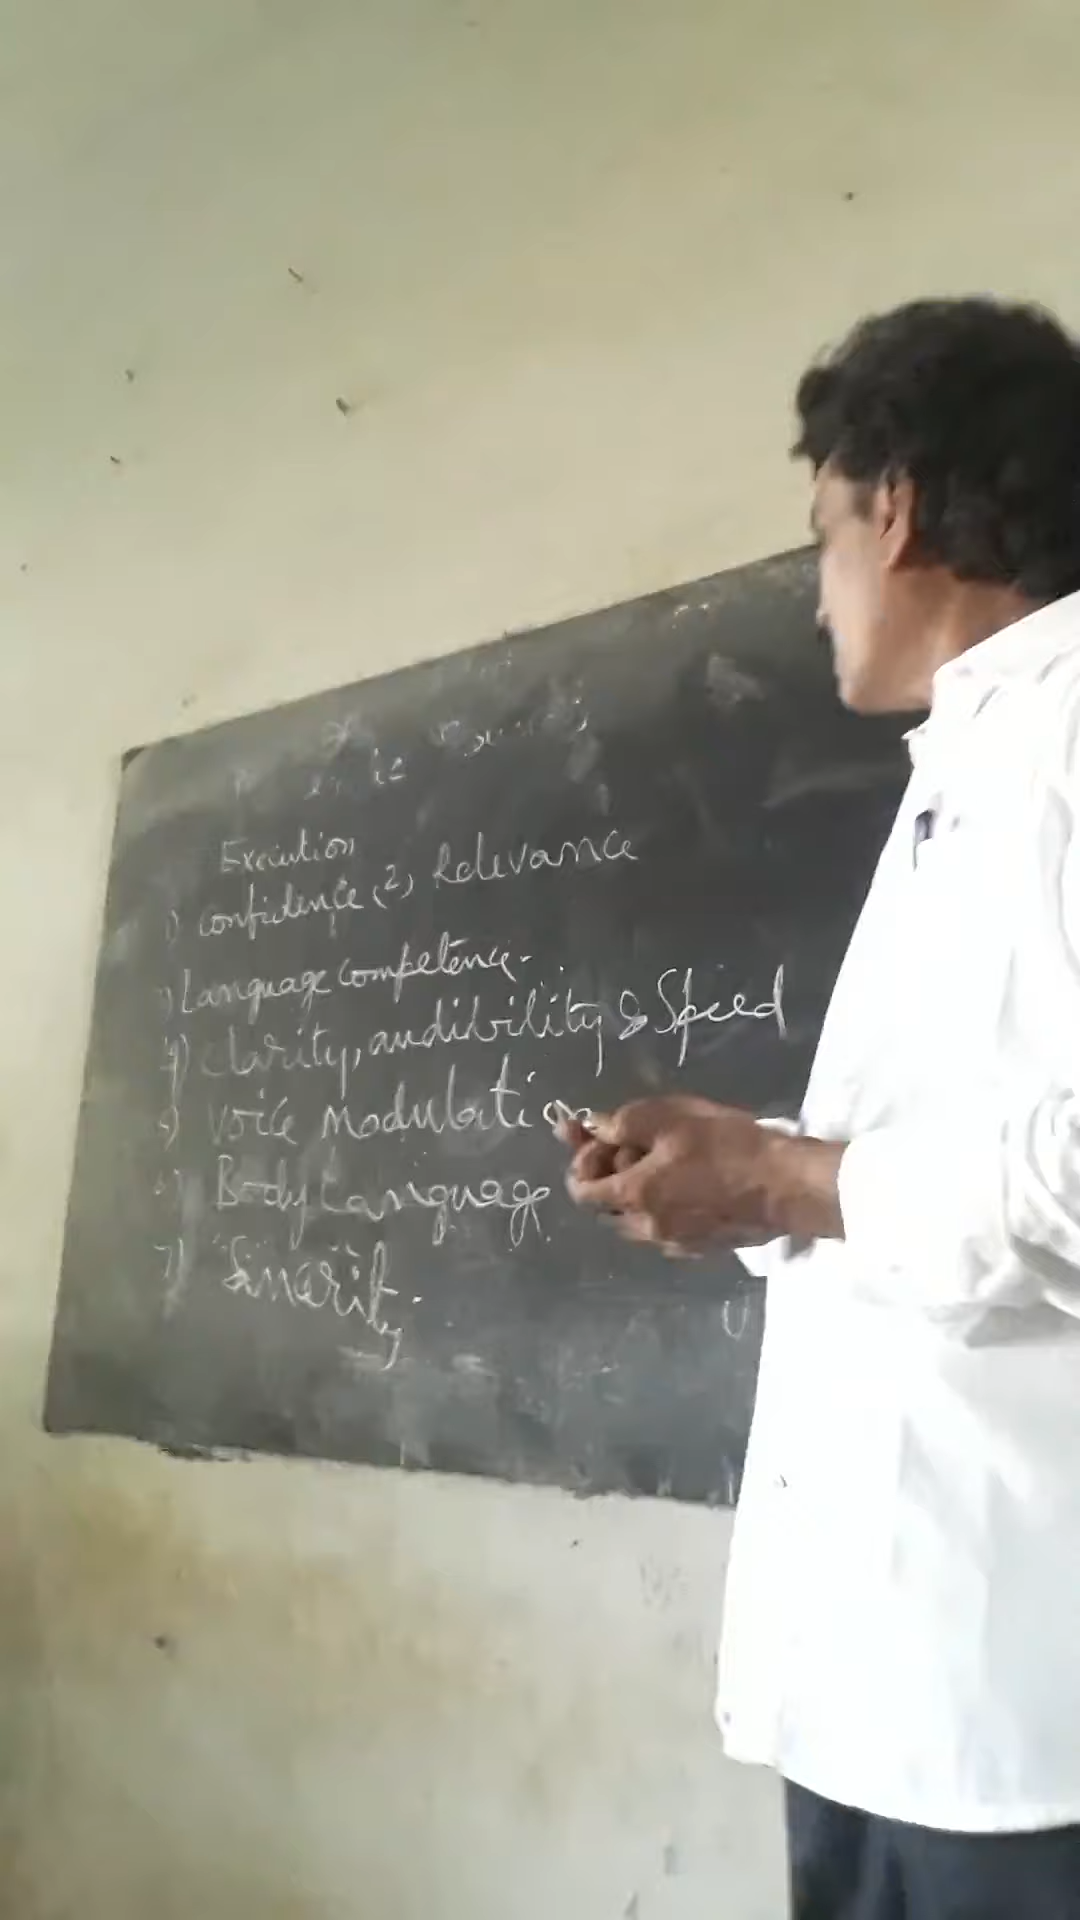 is
Execution
1) Confidence, (2), Relevance
3) Language competence.
4) Clarity, audibility & Speed
5) Voice Modulation
6) Body Language
7) Sincerity.